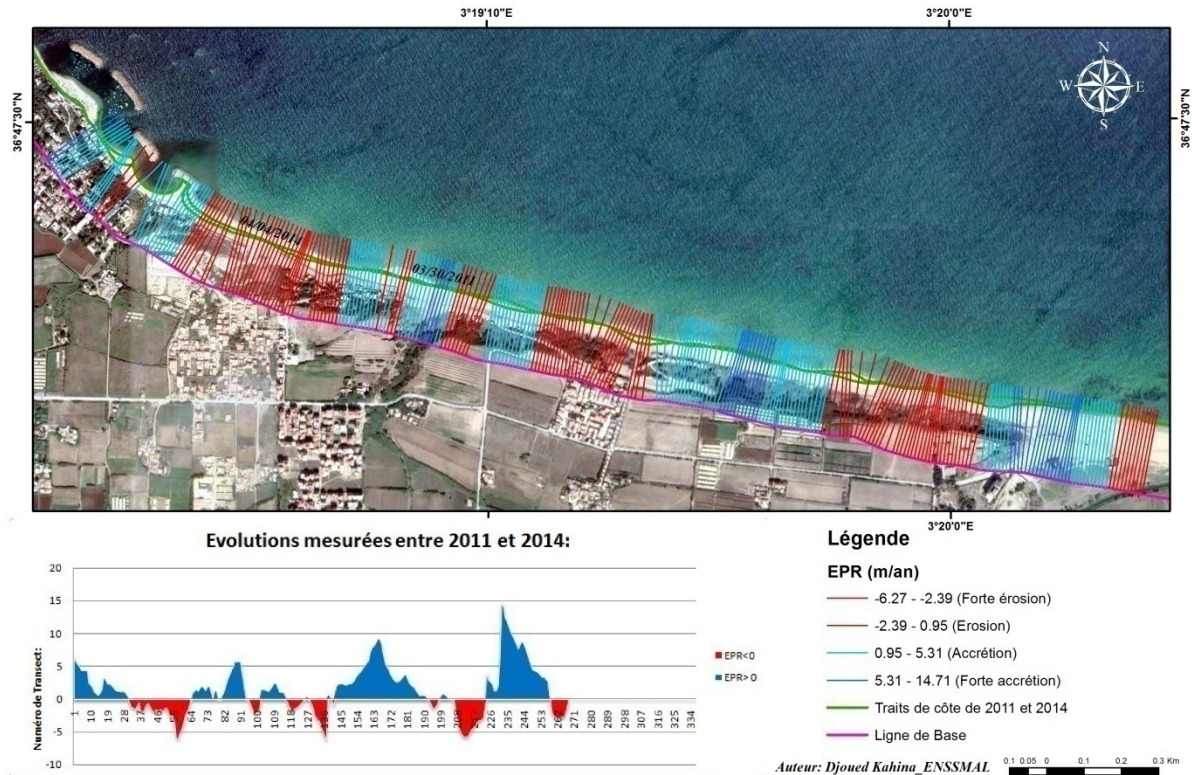 3°19'10"E
3°20'0"E
36°47'30"N
36°47'30"N
N
W E
S
04/04/2014
03/30/2011
3°19'10"E
3°20'0"E
Evolutions mesurées entre 2011 et 2014:
Numéro de Transect:
20
15
10
5
0
-5
-10
1 10 19 28 37 46 64 73 82 91 100 109 118 127 145 154 163 172 181 190 199 208 226 235 244 253 262 271 280 289 298 307 316 325 334
EPR<0
EPR>0
Légende
EPR (m/an)
-6.27 - -2.39 (Forte érosion)
-2.39 - 0.95 (Erosion)
0.95 - 5.31 (Accrétion)
5.31 - 14.71 (Forte accrétion)
Traits de côte de 2011 et 2014
Ligne de Base
Auteur: Djoued Kahina_ENSSMAL
0.1 0.05 0 0.1 0.2 0.3 Km